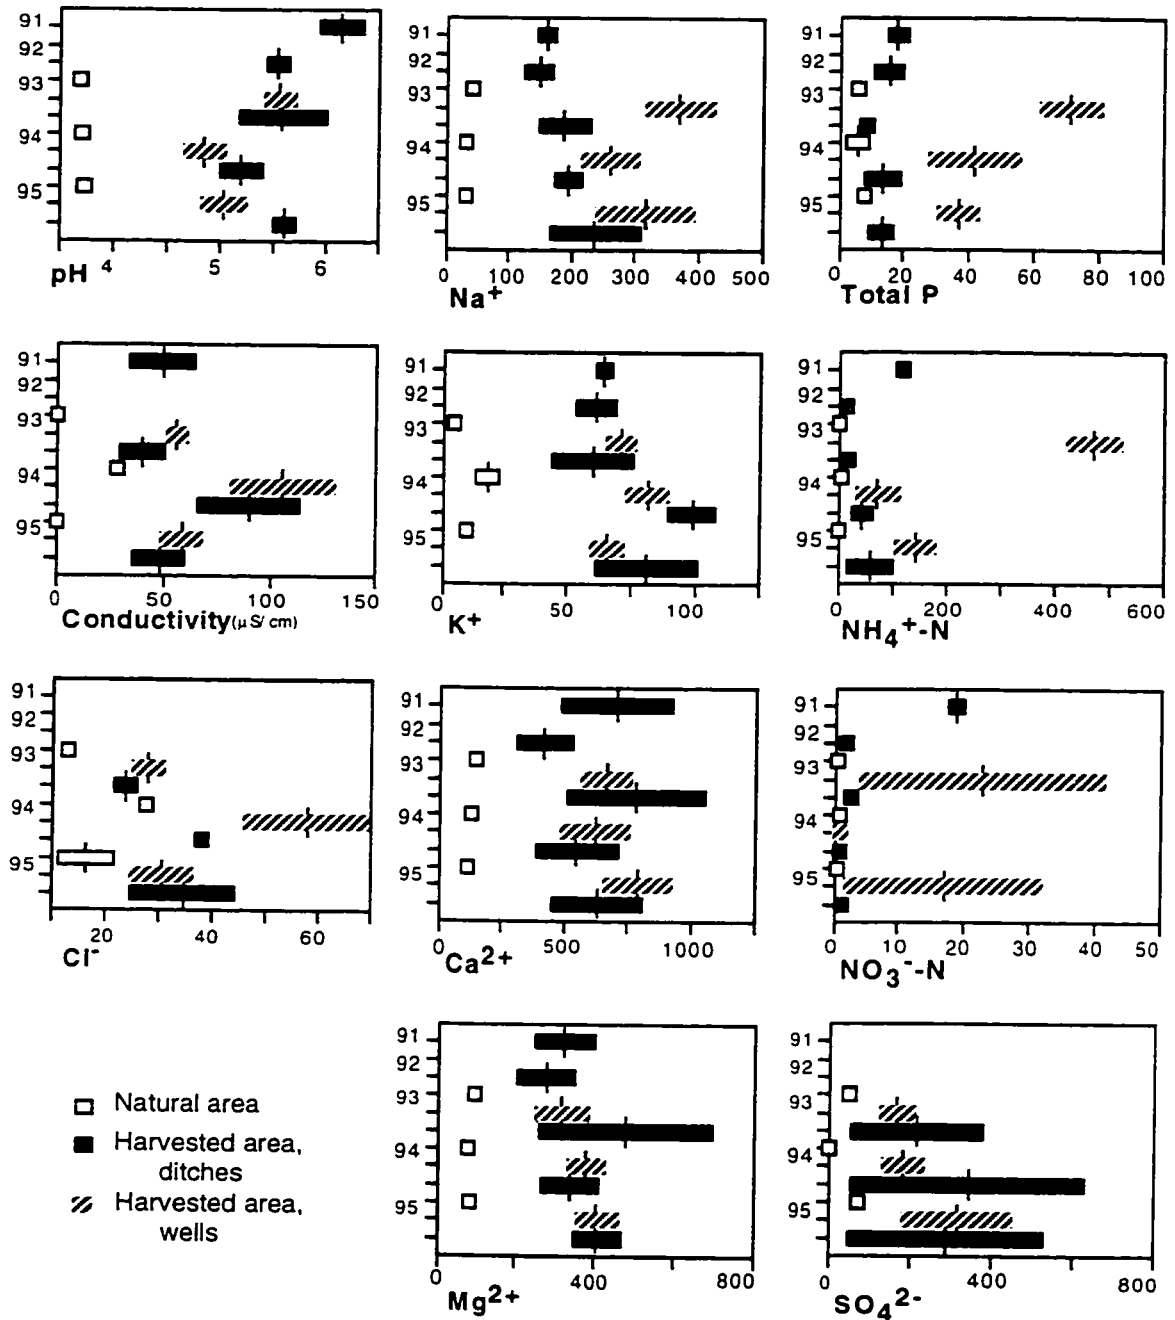 91
92
93
94
95
4 5 6
pH
91
92
93
94
95
0 100 200 300 400 500
Na+
91
92
93
94
95
0 20 40 60 80 100
Total P
91
92
93
94
95
0 50 100 150
Conductivity (μS/cm)
91
92
93
94
95
0 50 100
K+
91
92
93
94
95
0 200 400 600
NH4+-N
91
92
93
94
95
20 40 60
Cl-
91
92
93
94
95
0 500 1000
Ca2+
91
92
93
94
95
0 10 20 30 40 50
NO3--N
Natural area
Harvested area,
ditches
Harvested area,
wells
91
92
93
94
95
0 400 800
Mg2+
91
92
93
94
95
0 400 800
SO42-